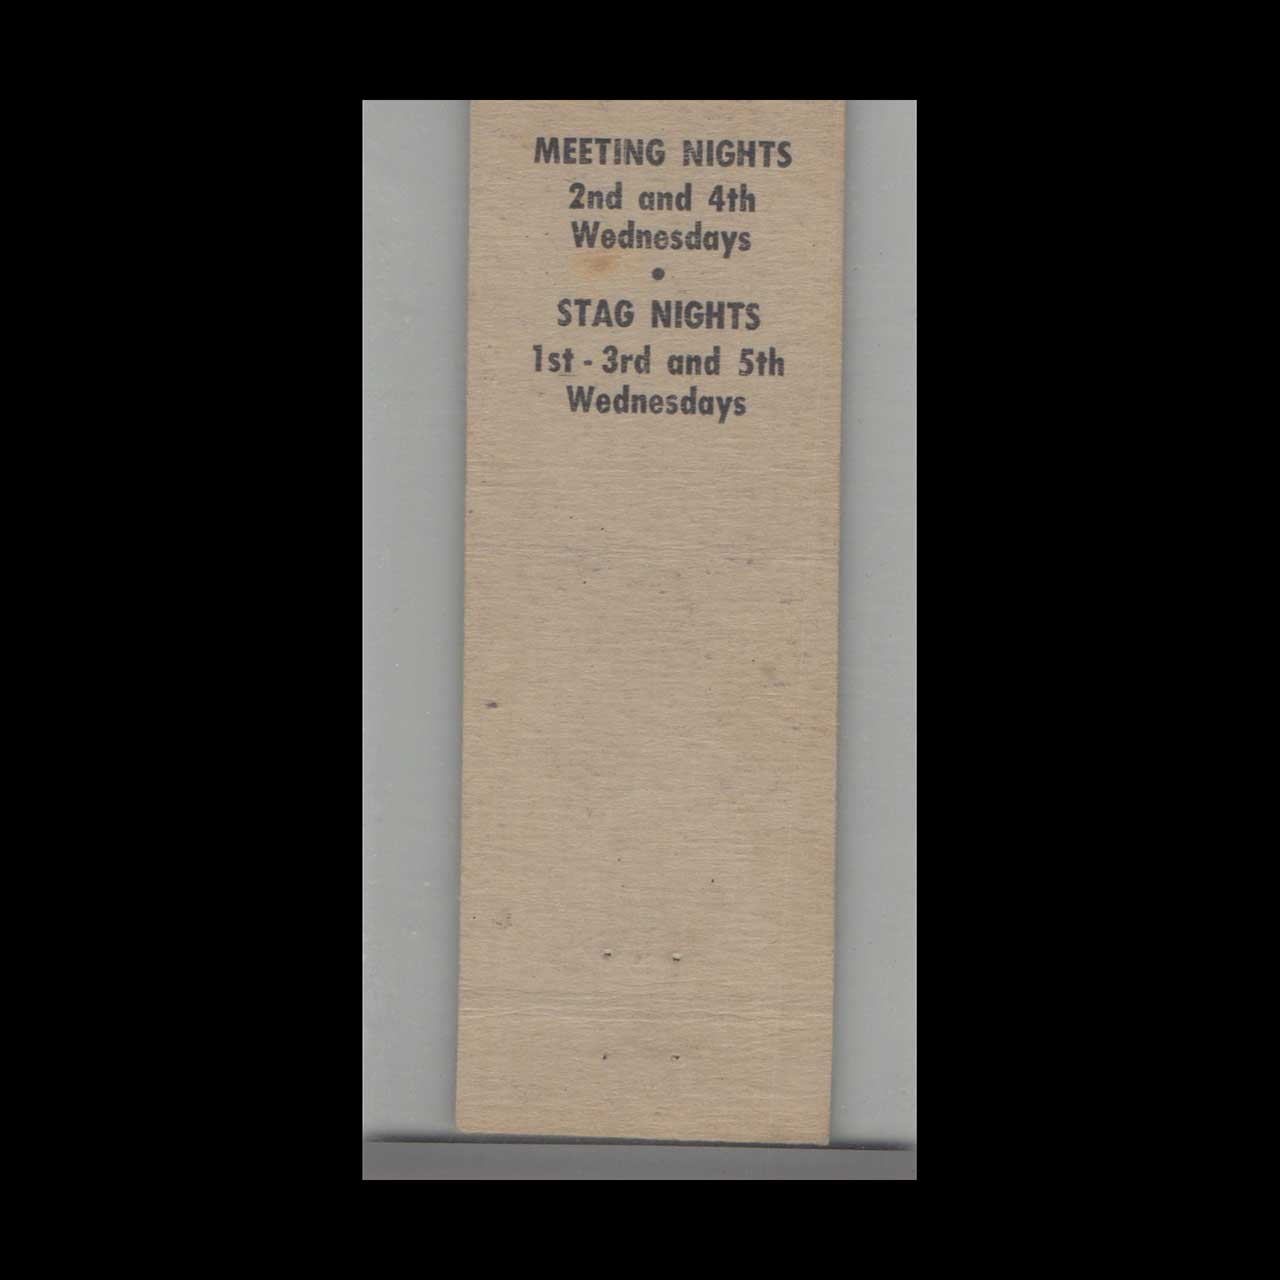 MEETING NIGHTS
2nd and 4th
Wednesdays
•
STAG NIGHTS
1st - 3rd and 5th
Wednesdays